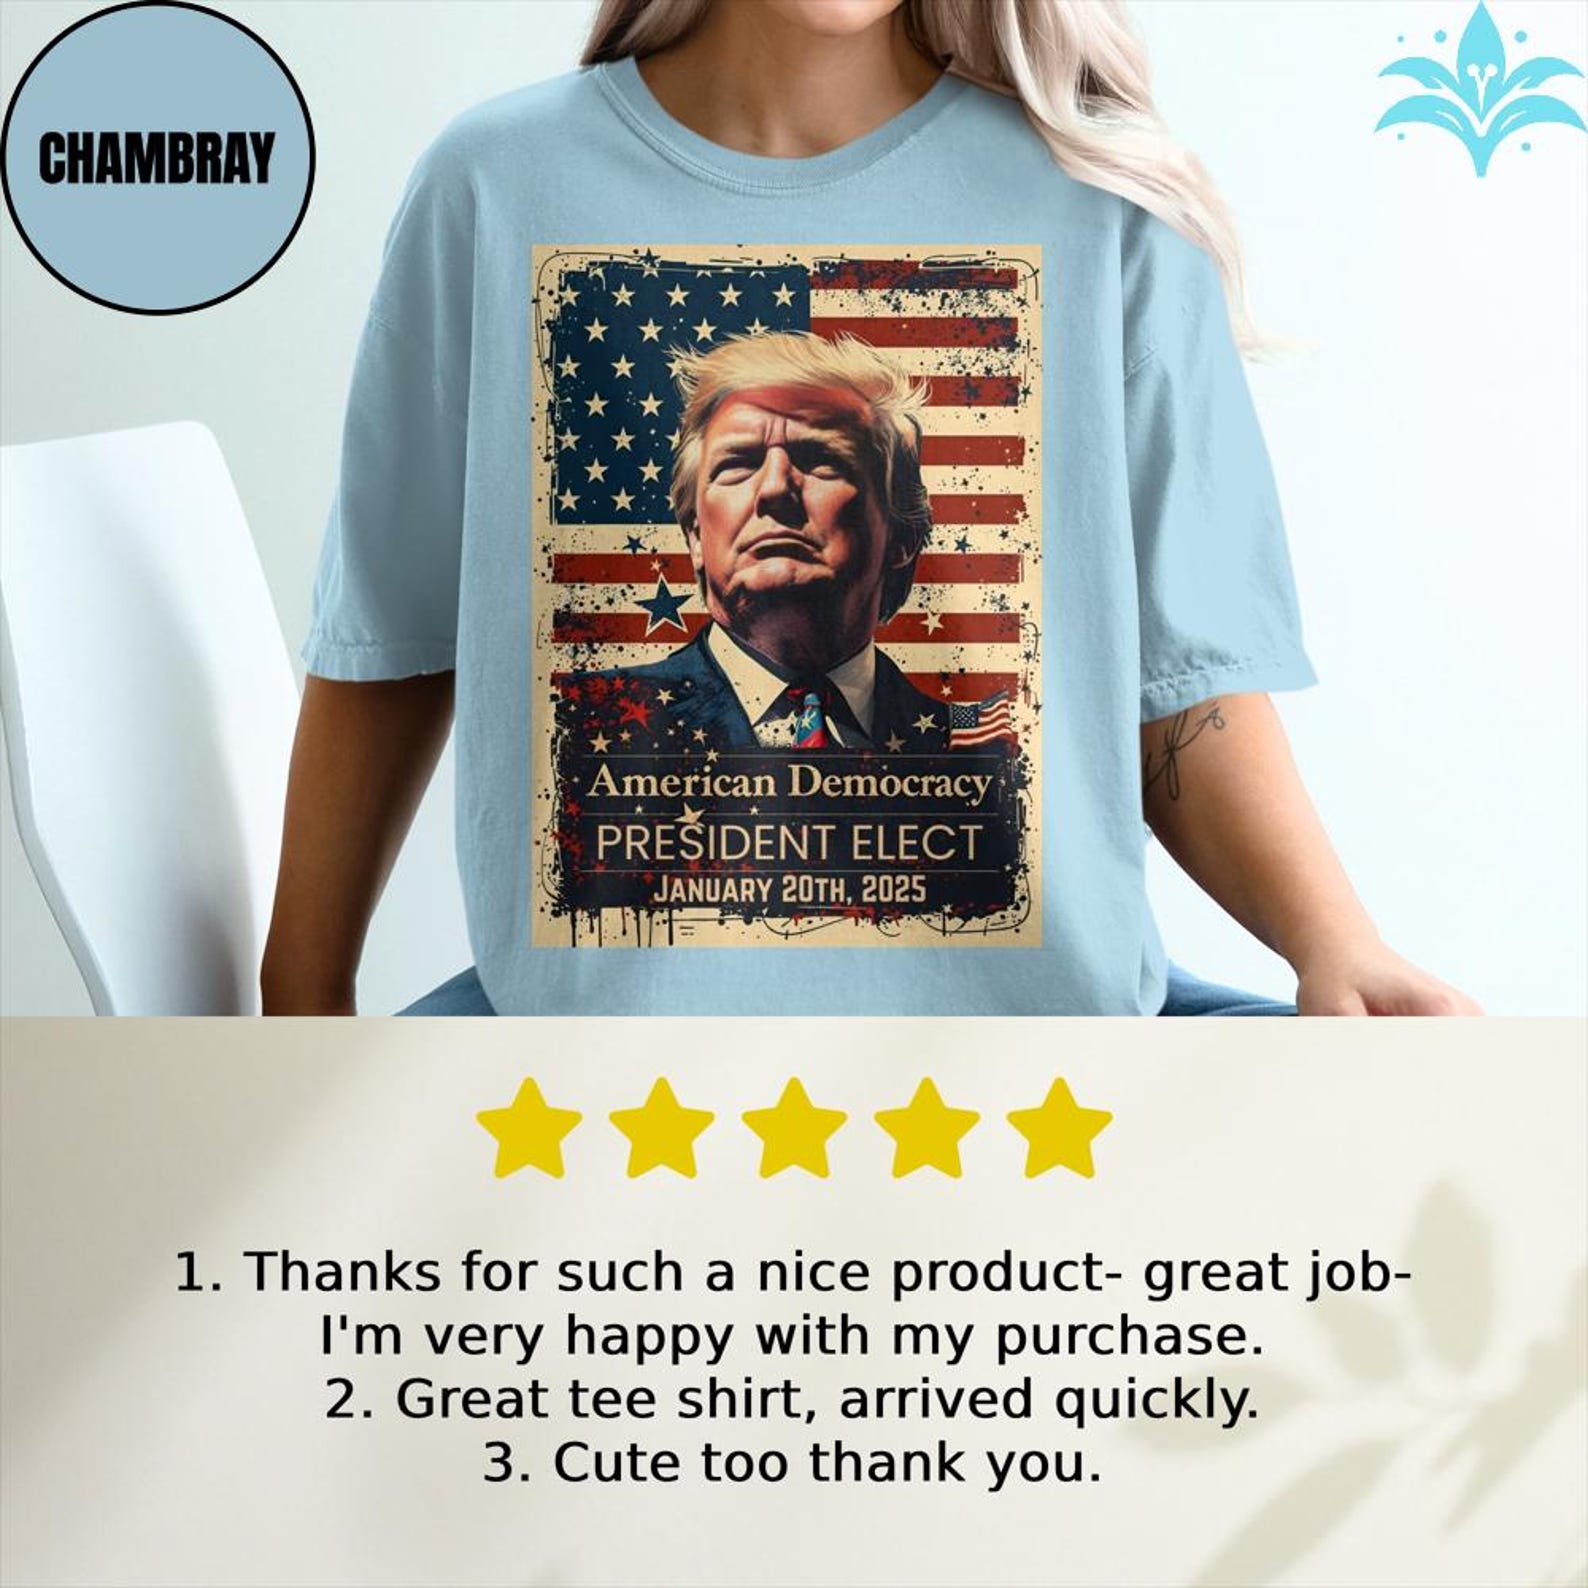 CHAMBRAY
American Democracy
PRESIDENT ELECT
JANUARY 20TH, 2025
1. Thanks for such a nice product- great job-
I'm very happy with my purchase.
2. Great tee shirt, arrived quickly.
3. Cute too thank you.